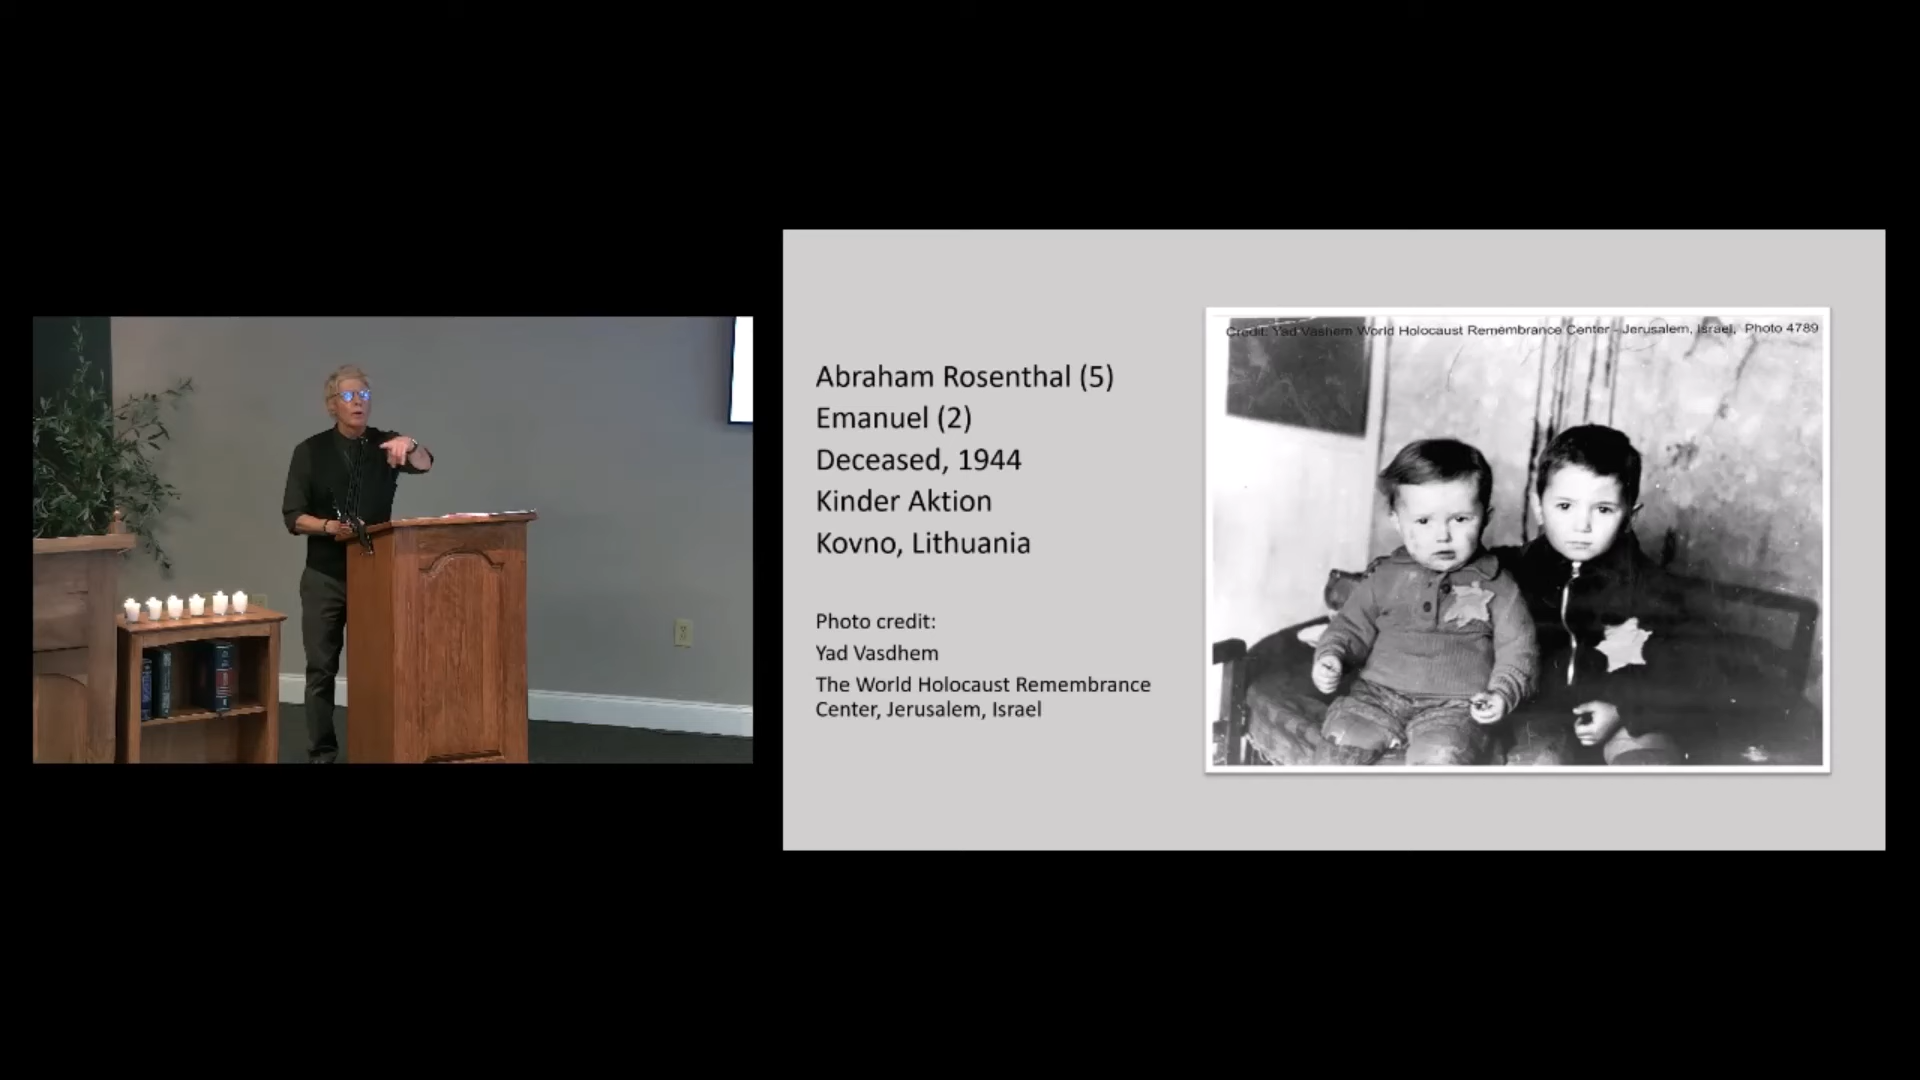 Abraham Rosenthal (5)
Emanuel (2)
Deceased, 1944
Kinder Aktion
Kovno, Lithuania
Photo credit:
Yad Vasdhem
The World Holocaust Remembrance
Center, Jerusalem, Israel
Credit: Yad Vashem World Holocaust Remembrance Center - Jerusalem, Israel, Photo 4789